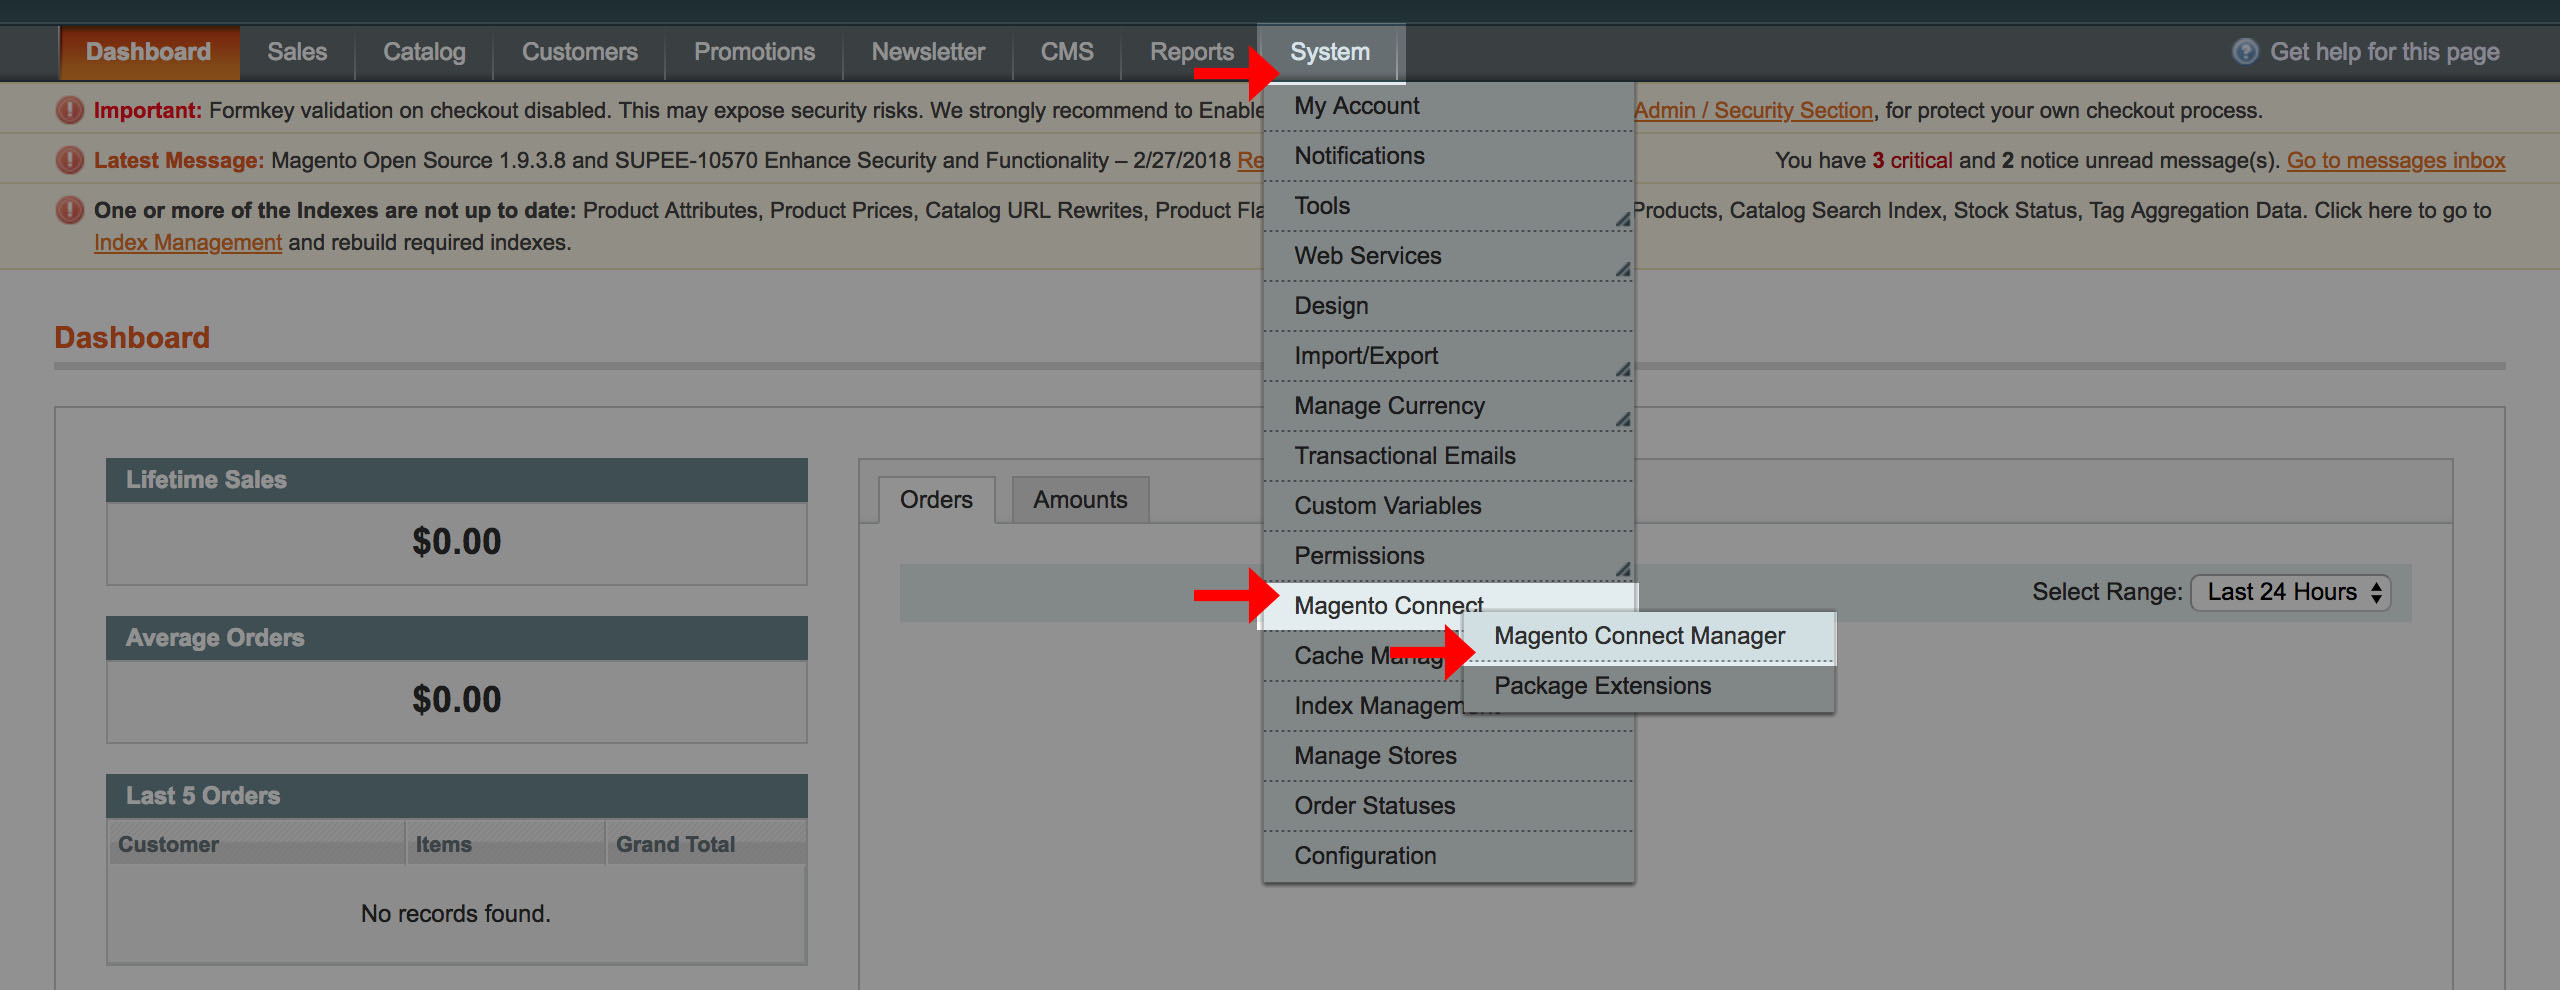 Dashboard Sales Catalog Customers Promotions Newsletter CMS Reports System Get help for this page
Important: Formkey validation on checkout disabled. This may expose security risks. We strongly recommend to Enable Admin / Security Section, for protect your own checkout process.
Latest Message: Magento Open Source 1.9.3.8 and SUPEE-10570 Enhance Security and Functionality – 2/27/2018 Re You have 3 critical and 2 notice unread message(s). Go to messages inbox
One or more of the Indexes are not up to date: Product Attributes, Product Prices, Catalog URL Rewrites, Product Fla Products, Catalog Search Index, Stock Status, Tag Aggregation Data. Click here to go to
Index Management and rebuild required indexes.
My Account
Notifications
Tools
Web Services
Design
Import/Export
Manage Currency
Transactional Emails
Custom Variables
Permissions
Magento Connect
Magento Connect Manager
Package Extensions
Cache Manag
Index Management
Manage Stores
Order Statuses
Configuration
Dashboard
Lifetime Sales
$0.00
Average Orders
$0.00
Last 5 Orders
Customer Items Grand Total
No records found.
Orders Amounts
Select Range: Last 24 Hours